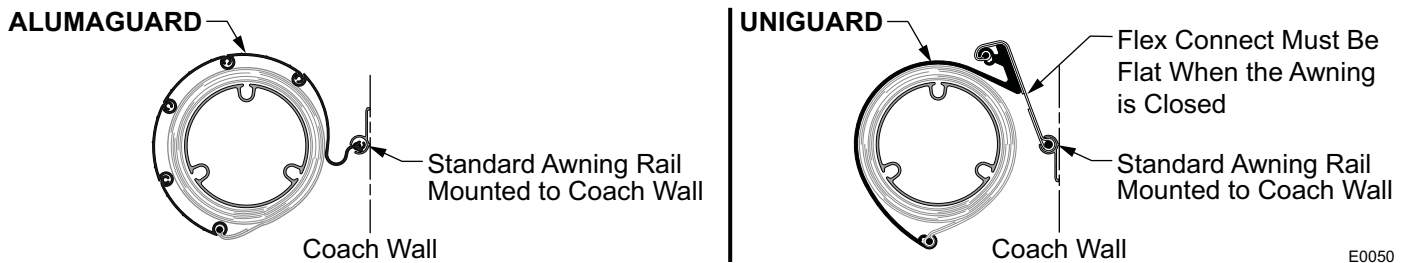 ALUMAGUARD
Standard Awning Rail
Mounted to Coach Wall
Coach Wall
UNIGUARD
Flex Connect Must Be
Flat When the Awning
is Closed
Standard Awning Rail
Mounted to Coach Wall
Coach Wall
E0050